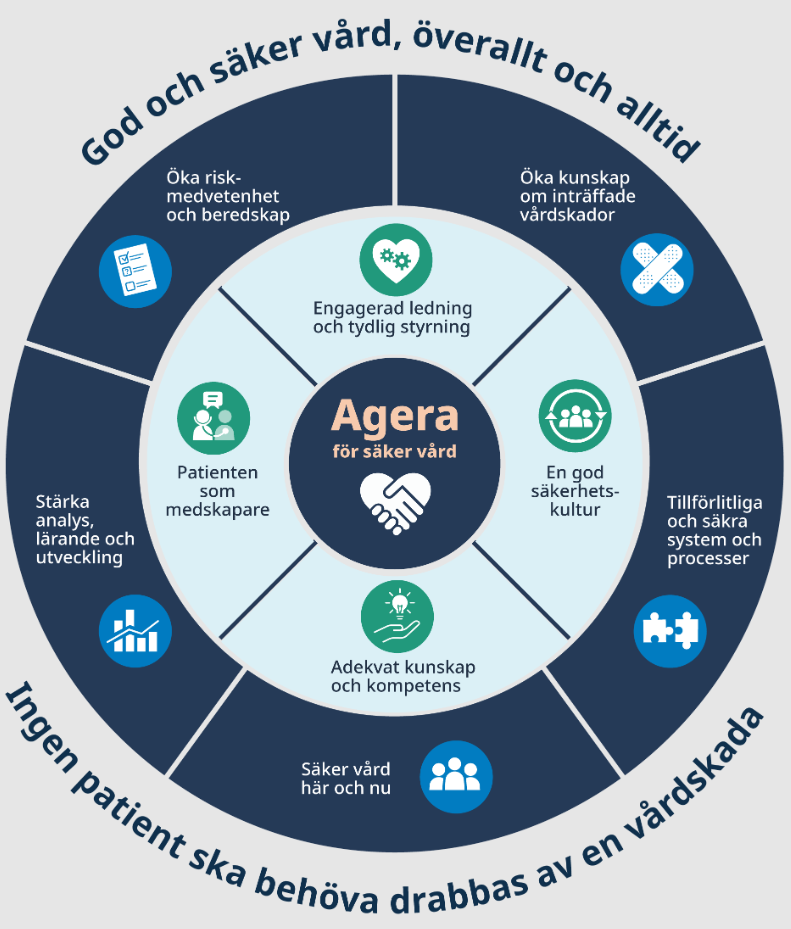 God och säker vård, överallt och alltid
Öka risk-
medvetenhet
och beredskap
Öka kunskap
om inträffade
vårdskador
Engagerad ledning
och tydlig styrning
Agera
för säker vård
Patienten
som
medskapare
En god
säkerhets-
kultur
Stärka
analys,
lärande och
utveckling
Tillförlitliga
och säkra
system och
processer
Adekvat kunskap
och kompetens
Säker vård
här och nu
Ingen patient ska behöva drabbas av en vårdskada